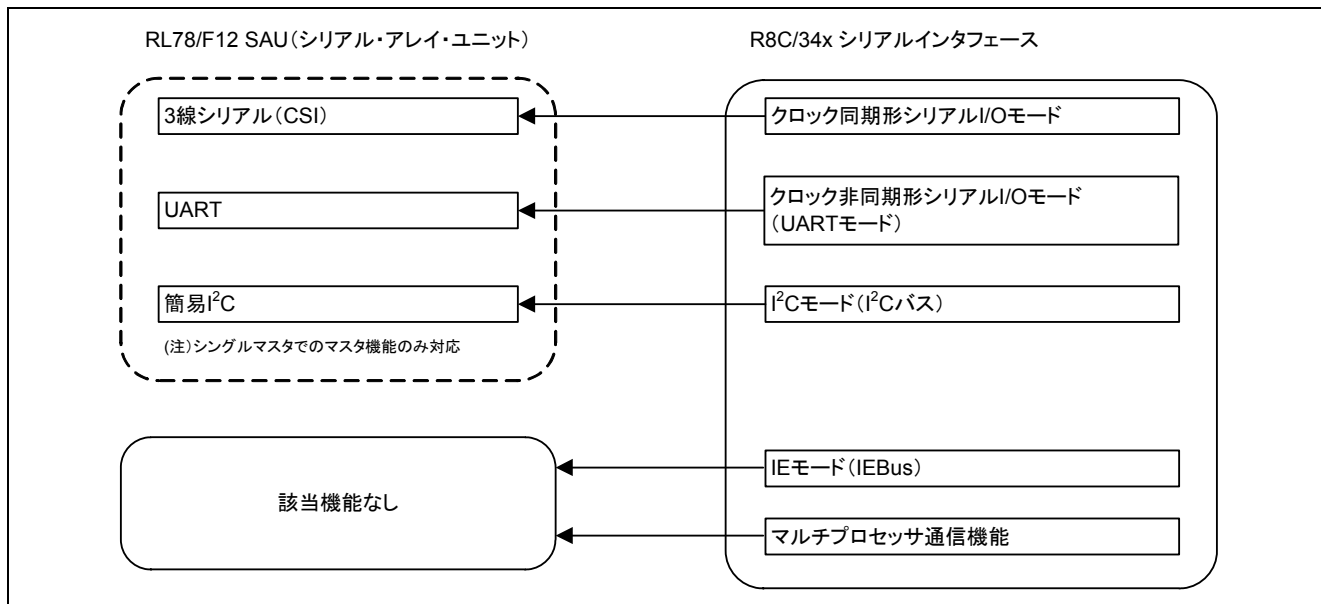 RL78/F12 SAU(シリアル・アレイ・ユニット)
R8C/34x シリアルインタフェース
3線シリアル(CSI)
クロック同期形シリアルI/Oモード
UART
クロック非同期形シリアルI/Oモード
(UARTモード)
簡易I²C
I²Cモード(I²Cバス)
(注)シングルマスタでのマスタ機能のみ対応
IEモード(IEBus)
該当機能なし
マルチプロセッサ通信機能